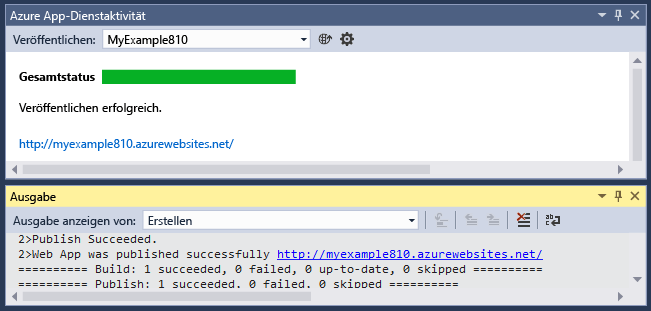 Azure App-Dienstaktivität
Veröffentlichen: MyExample810
Gesamtstatus
Veröffentlichen erfolgreich.
http://myexample810.azurewebsites.net/
Ausgabe
Ausgabe anzeigen von: Erstellen
2>Publish Succeeded.
2>Web App was published successfully http://myexample810.azurewebsites.net/
========== Build: 1 succeeded, 0 failed, 0 up-to-date, 0 skipped ==========
========== Publish: 1 succeeded, 0 failed, 0 skipped ==========